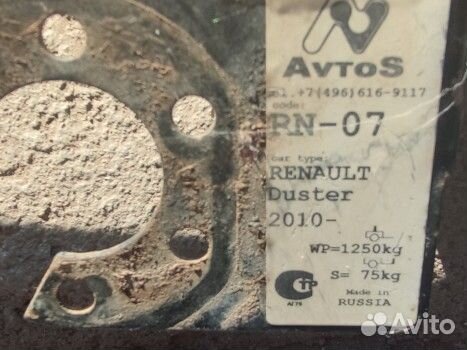 AvtoS
тел.+7(496)616-9117
code:
RN-07
car type:
RENAULT
Duster
2010-
WP=1250kg
S= 75kg
Made in
RUSSIA
Avito